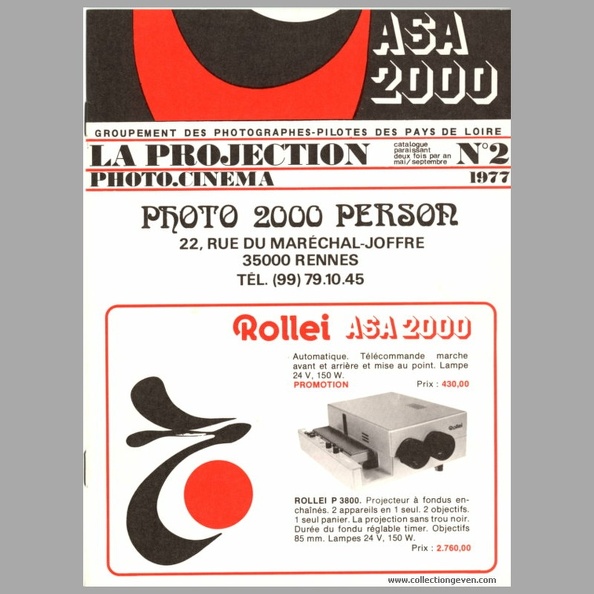 ASA
2000
GROUPEMENT DES PHOTOGRAPHES-PILOTES DES PAYS DE LOIRE
LA PROJECTION
catalogue
paraissant
deux fois par an
mai/septembre
N°2
PHOTO.CINEMA
1977
PHOTO 2000 PERSON
22, RUE DU MARÉCHAL-JOFFRE
35000 RENNES
TÉL. (99) 79.10.45
Rollei ASA 2000
Automatique. Télécommande marche
avant et arrière et mise au point. Lampe
24 V, 150 W.
PROMOTION Prix : 430,00
Rollei
ROLLEI P 3800. Projecteur à fondus en-
chaînés. 2 appareils en 1 seul. 2 objectifs.
1 seul panier. La projection sans trou noir.
Durée du fondu réglable timer. Objectifs
85 mm. Lampes 24 V, 150 W.
Prix : 2.760,00
www.collectiongeven.com